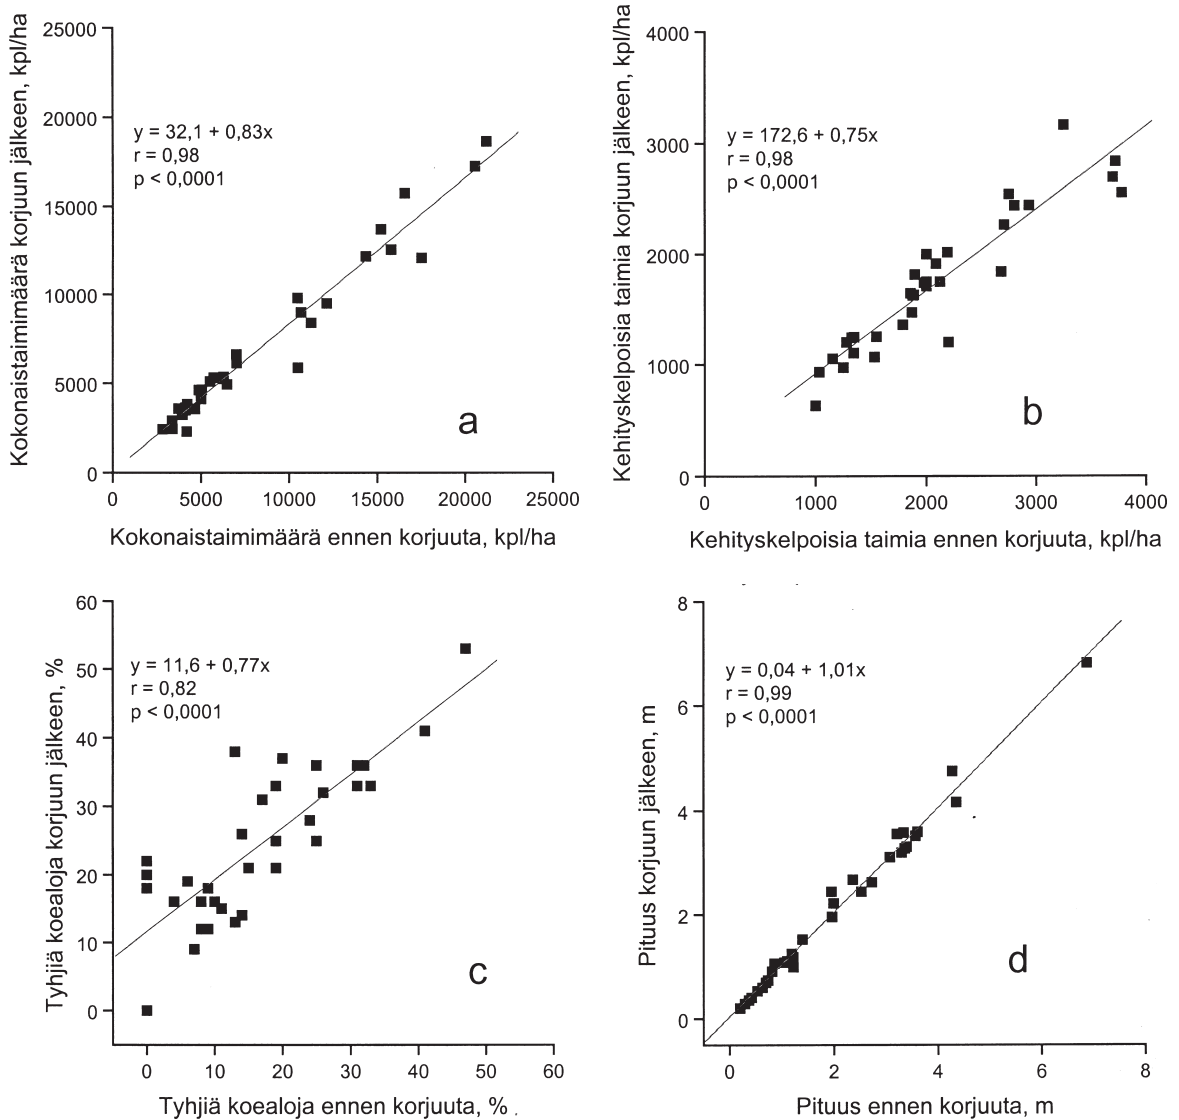 Kokonaistaimimäärä korjuun jälkeen, kpl/ha
25000
20000
15000
10000
5000
0
y = 32,1 + 0,83x
r = 0,98
p < 0,0001
a
0 5000 10000 15000 20000 25000
Kokonaistaimimäärä ennen korjuuta, kpl/ha
Kehityskelpoisia taimia korjuun jälkeen, kpl/ha
4000
3000
2000
1000
0
y = 172,6 + 0,75x
r = 0,98
p < 0,0001
b
0 1000 2000 3000 4000
Kehityskelpoisia taimia ennen korjuuta, kpl/ha
Tyhjiä koealoja korjuun jälkeen, %
60
50
40
30
20
10
0
y = 11,6 + 0,77x
r = 0,82
p < 0,0001
c
0 10 20 30 40 50 60
Tyhjiä koealoja ennen korjuuta, %
Pituus korjuun jälkeen, m
8
6
4
2
0
y = 0,04 + 1,01x
r = 0,99
p < 0,0001
d
0 2 4 6 8
Pituus ennen korjuuta, m